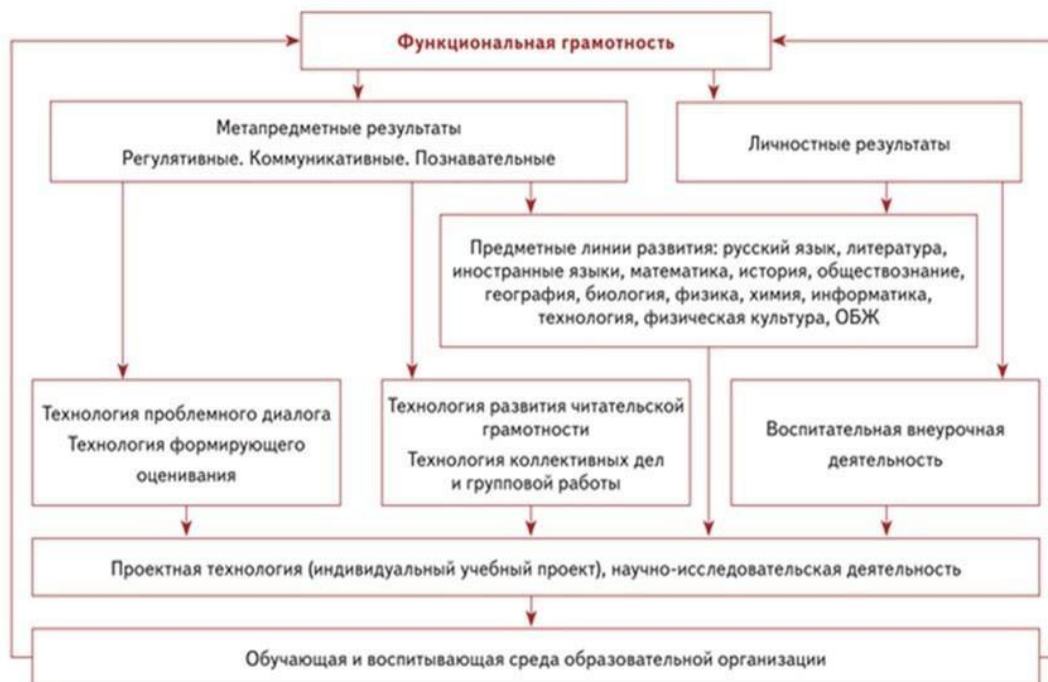 Функциональная грамотность
Метапредметные результаты
Регулятивные. Коммуникативные. Познавательные
Личностные результаты
Предметные линии развития: русский язык, литература,
иностранные языки, математика, история, обществознание,
география, биология, физика, химия, информатика,
технология, физическая культура, ОБЖ
Технология проблемного диалога
Технология формирующего
оценивания
Технология развития читательской
грамотности
Технология коллективных дел
и групповой работы
Воспитательная внеурочная
деятельность
Проектная технология (индивидуальный учебный проект), научно-исследовательская деятельность
Обучающая и воспитывающая среда образовательной организации